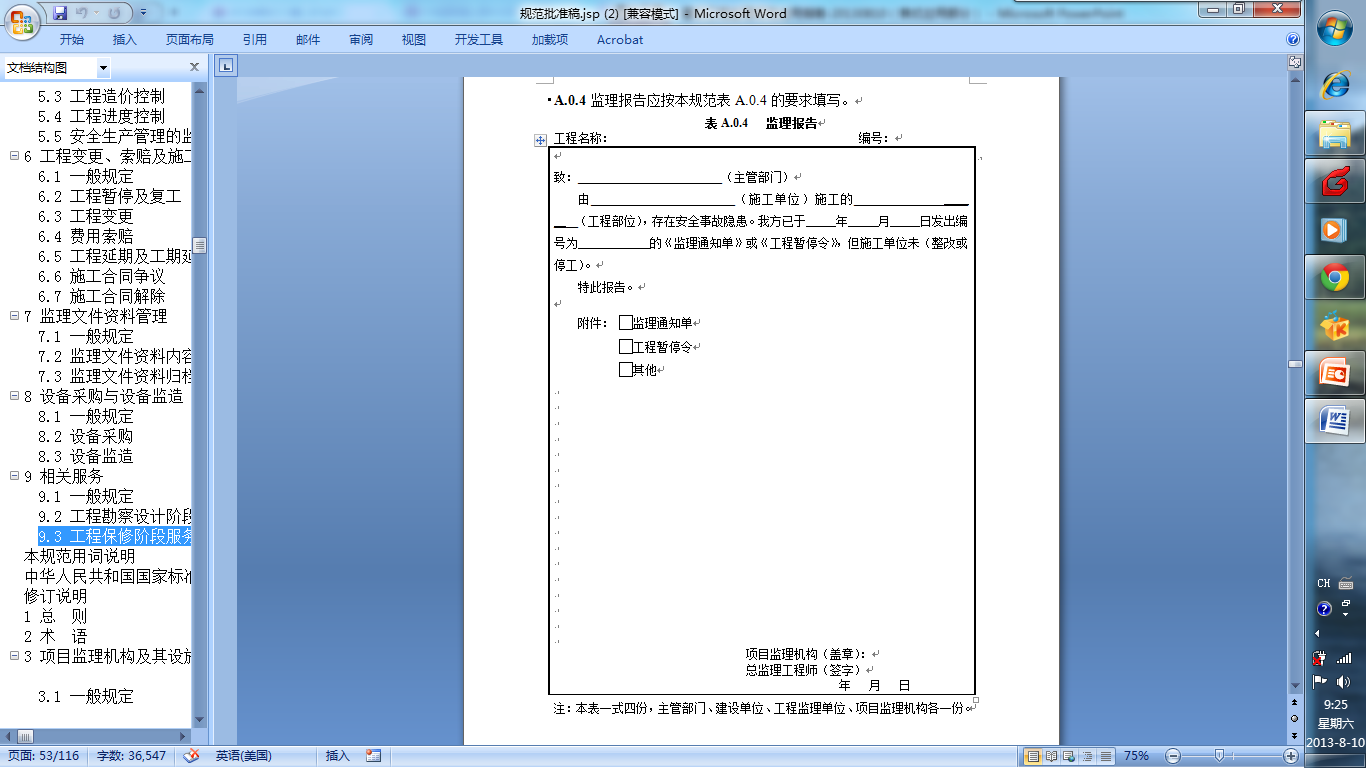 规范批准稿.jsp (2) [兼容模式] - Microsoft Word
开始 插入 页面布局 引用 邮件 审阅 视图 开发工具 加载项 Acrobat
文档结构图
5.3 工程造价控制
5.4 工程进度控制
5.5 安全生产管理的监
6 工程变更、索赔及施工
6.1 一般规定
6.2 工程暂停及复工
6.3 工程变更
6.4 费用索赔
6.5 工程延期及工期延
6.6 施工合同争议
6.7 施工合同解除
7 监理文件资料管理
7.1 一般规定
7.2 监理文件资料内容
7.3 监理文件资料归档
8 设备采购与设备监造
8.1 一般规定
8.2 设备采购
8.3 设备监造
9 相关服务
9.1 一般规定
9.2 工程勘察设计阶段
9.3 工程保修阶段服务
本规范用词说明
中华人民共和国国家标准
修订说明
1 总 则
2 术 语
3 项目监理机构及其设施
3.1 一般规定
A.0.4 监理报告应按本规范表 A.0.4 的要求填写。
表 A.0.4 监理报告
工程名称： 编号：
致：（主管部门）
由（施工单位）施工的
（工程部位），存在安全事故隐患。我方已于 年 月 日发出编
号为 的《监理通知单》或《工程暂停令》，但施工单位未（整改或
停工）。
特此报告。
附件：□监理通知单
□工程暂停令
□其他
项目监理机构（盖章）：
总监理工程师（签字）
年 月 日
注：本表一式四份，主管部门、建设单位、工程监理单位、项目监理机构各一份。
CH
9:25
星期六
2013-8-10
页面: 53/116 字数: 36,547 英语(美国) 插入 75%